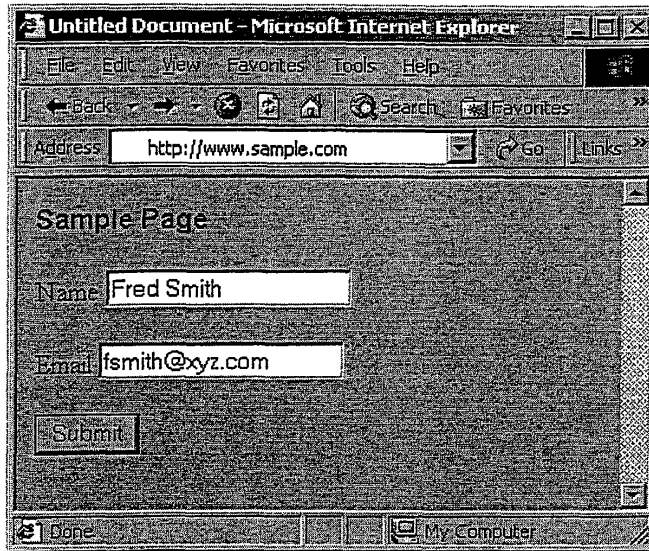 Untitled Document - Microsoft Internet Explorer
File Edit View Favorites Tools Help
Back Search Favorites »
Address http://www.sample.com Go Links »
Sample Page
Name Fred Smith
Email fsmith@xyz.com
Submit
Done My Computer